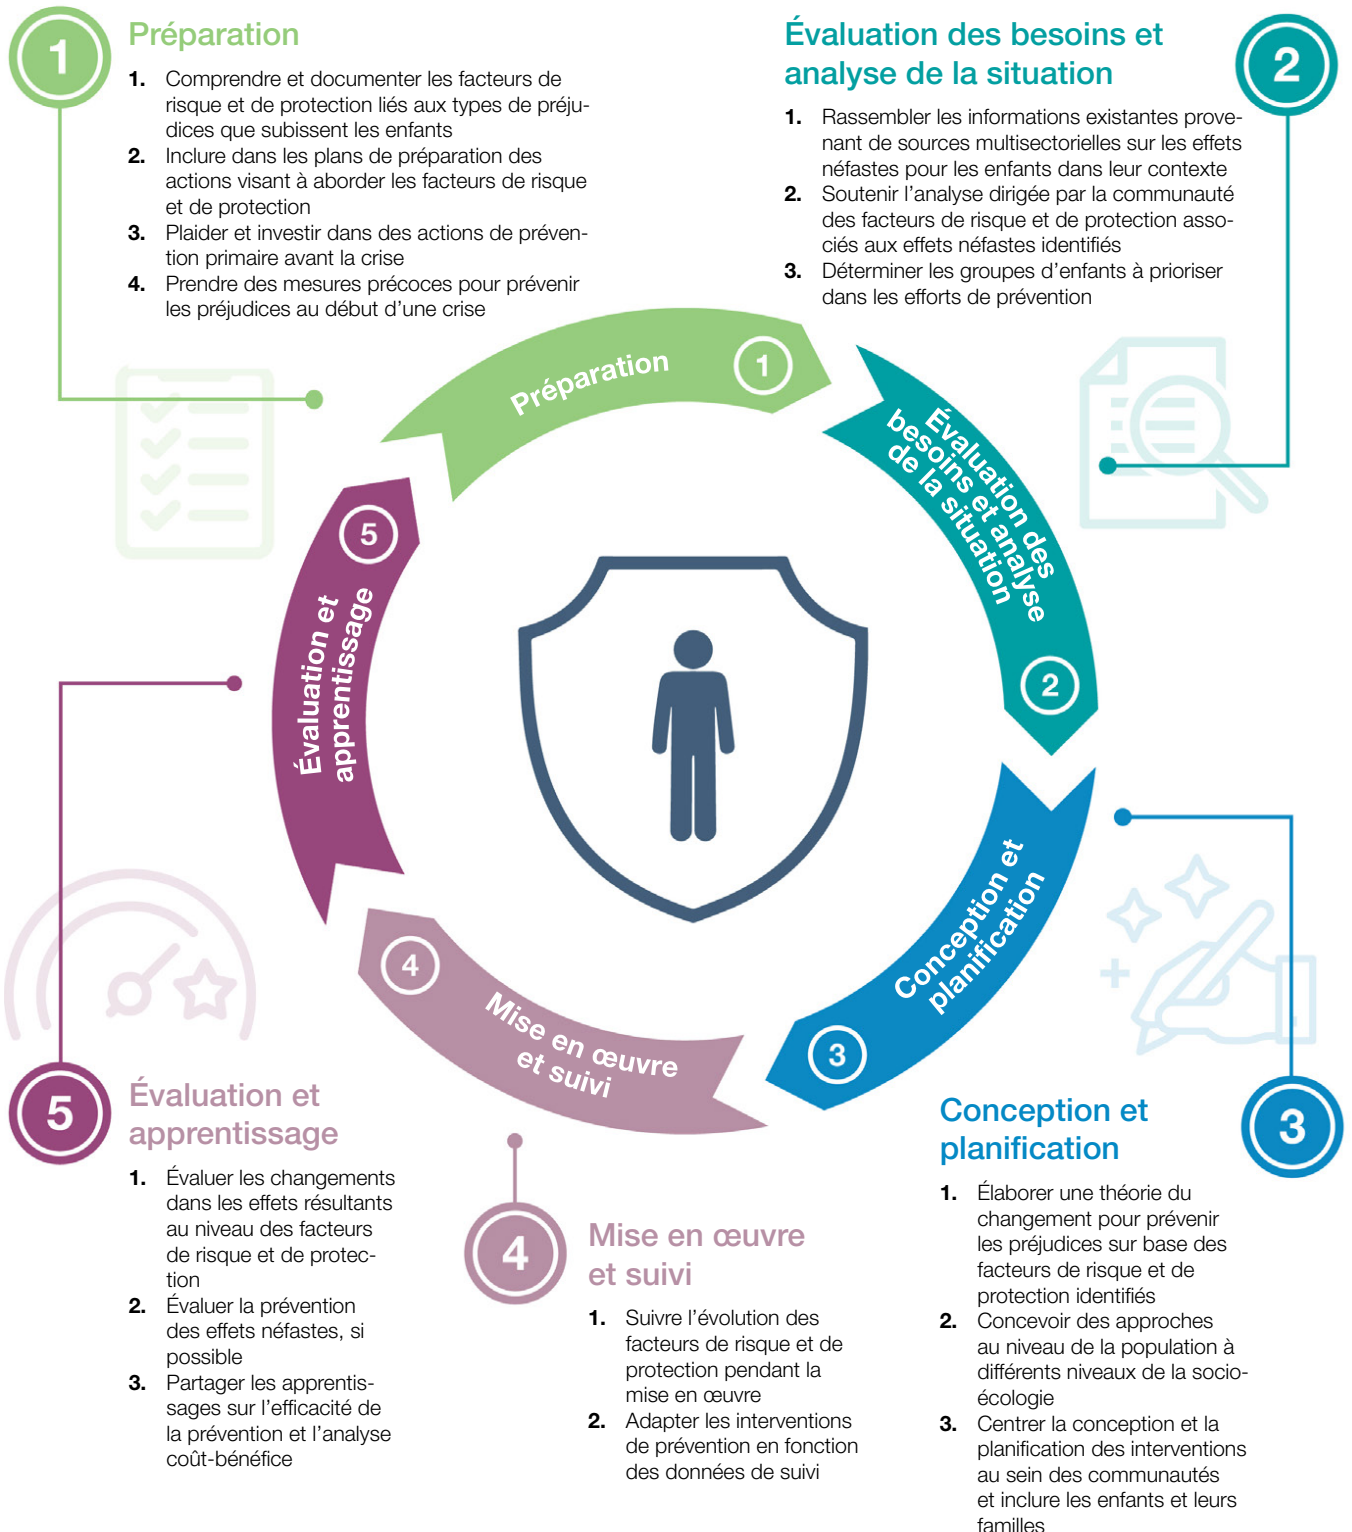 1
Préparation
1. Comprendre et documenter les facteurs de
risque et de protection liés aux types de préju-
dices que subissent les enfants
2. Inclure dans les plans de préparation des
actions visant à aborder les facteurs de risque
et de protection
3. Plaider et investir dans des actions de préven-
tion primaire avant la crise
4. Prendre des mesures précoces pour prévenir
les préjudices au début d’une crise
Évaluation des besoins et
analyse de la situation
2
1. Rassembler les informations existantes prove-
nant de sources multisectorielles sur les effets
néfastes pour les enfants dans leur contexte
2. Soutenir l’analyse dirigée par la communauté
des facteurs de risque et de protection asso-
ciés aux effets néfastes identifiés
3. Déterminer les groupes d’enfants à prioriser
dans les efforts de prévention
Préparation
1
Évaluation des
besoins et analyse
de la situation
2
Conception et
planification
3
Mise en œuvre
et suivi
4
Évaluation et
apprentissage
5
5
Évaluation et
apprentissage
1. Évaluer les changements
dans les effets résultants
au niveau des facteurs
de risque et de protec-
tion
2. Évaluer la prévention
des effets néfastes, si
possible
3. Partager les apprentis-
sages sur l’efficacité de
la prévention et l’analyse
coût-bénéfice
4
Mise en œuvre
et suivi
1. Suivre l’évolution des
facteurs de risque et de
protection pendant la
mise en œuvre
2. Adapter les interventions
de prévention en fonction
des données de suivi
Conception et
planification
3
1. Élaborer une théorie du
changement pour prévenir
les préjudices sur base des
facteurs de risque et de
protection identifiés
2. Concevoir des approches
au niveau de la population à
différents niveaux de la socio-
écologie
3. Centrer la conception et la
planification des interventions
au sein des communautés
et inclure les enfants et leurs
familles